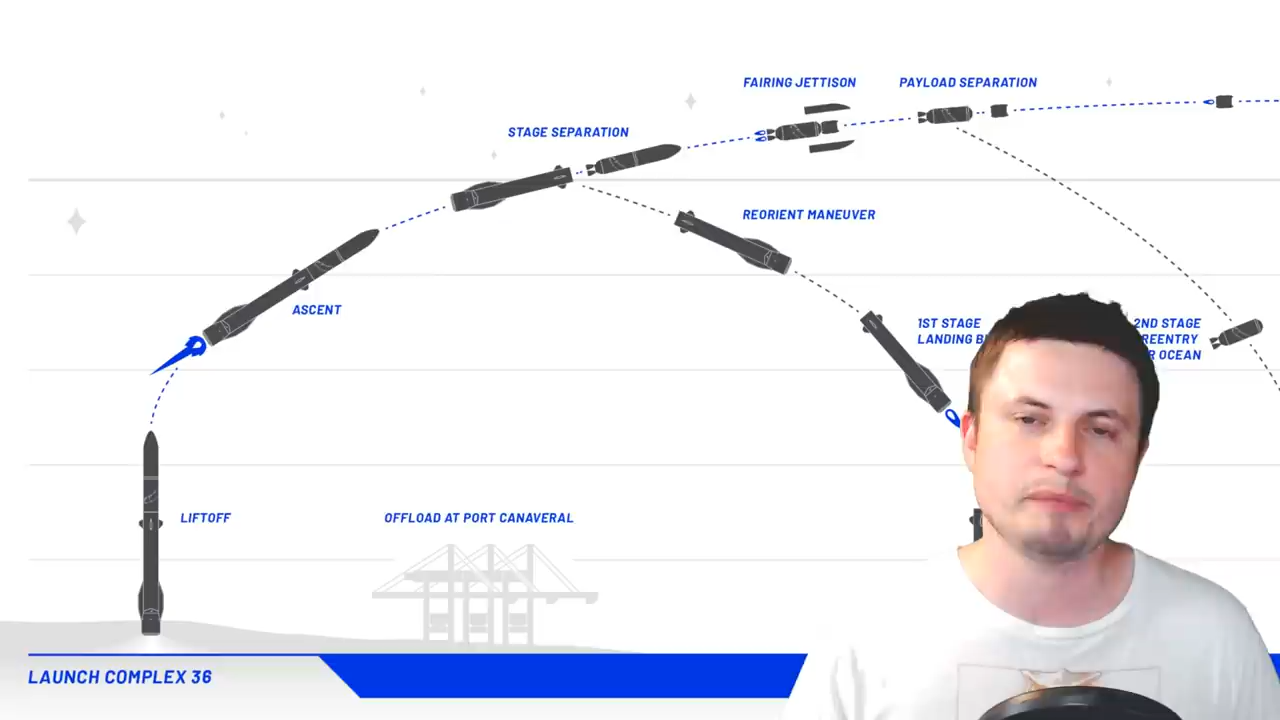 FAIRING JETTISON
PAYLOAD SEPARATION
STAGE SEPARATION
REORIENT MANEUVER
ASCENT
1ST STAGE
LANDING
2ND STAGE
REENTRY
OCEAN
LIFTOFF
OFFLOAD AT PORT CANAVERAL
LAUNCH COMPLEX 36